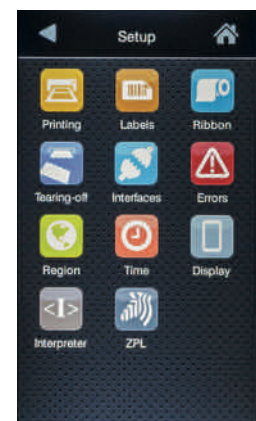 Setup
Printing Labels Ribbon
Tearing-off Interfaces Errors
Region Time Display
<I>
Interpreter ZPL